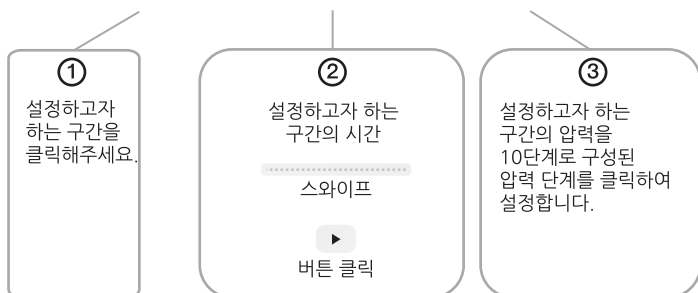 ①
설정하고자
하는 구간을
클릭해주세요.
②
설정하고자 하는
구간의 시간
스와이프
버튼 클릭
③
설정하고자 하는
구간의 압력을
10단계로 구성된
압력 단계를 클릭하여
설정합니다.